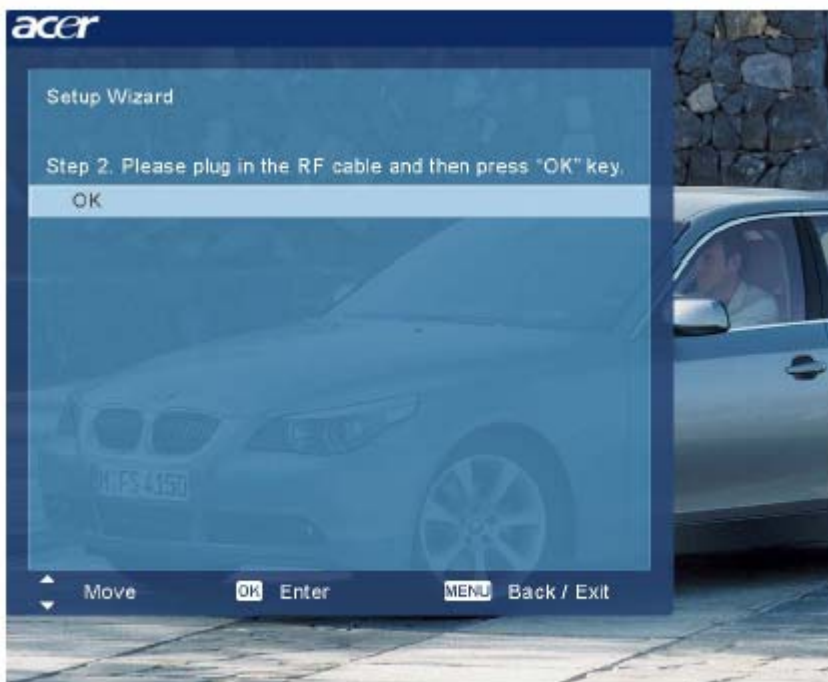 acer
Setup Wizard
Step 2. Please plug in the RF cable and then press "OK" key.
OK
Move OK Enter MENU Back / Exit